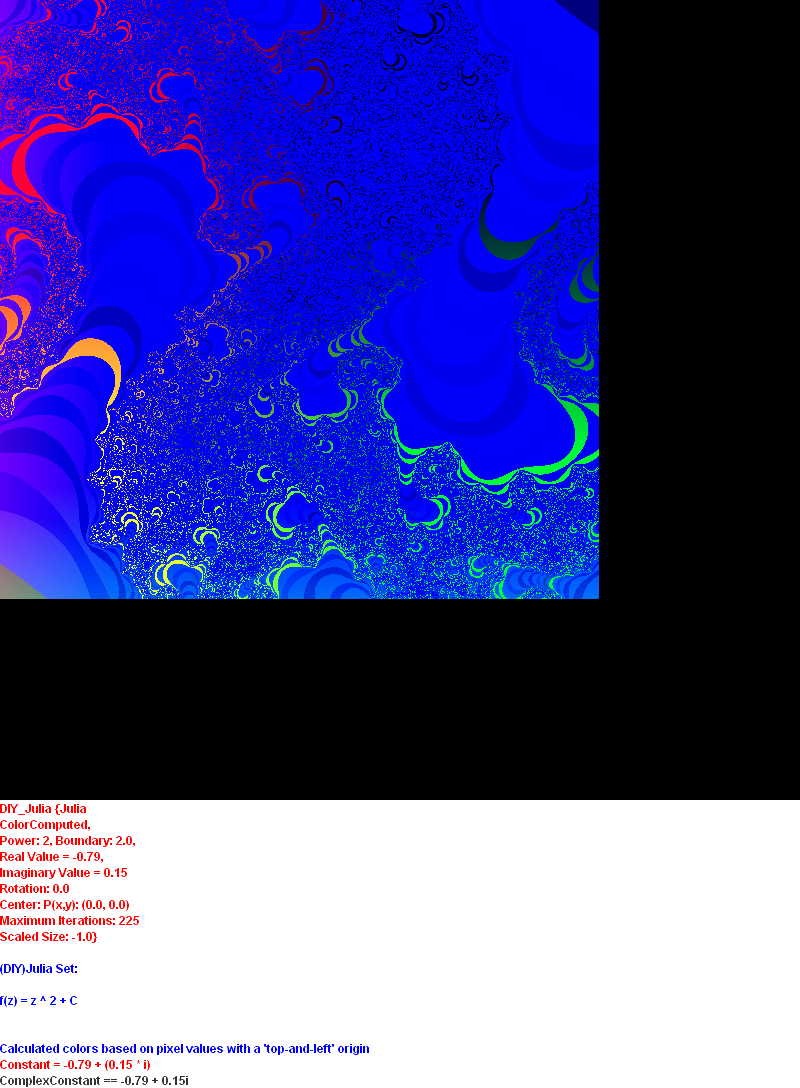 DIY_Julia {Julia
ColorComputed,
Power: 2, Boundary: 2.0,
Real Value = -0.79,
Imaginary Value = 0.15
Rotation: 0.0
Center: P(x,y): (0.0, 0.0)
Maximum Iterations: 225
Scaled Size: -1.0}
(DIY)Julia Set:
f(z) = z ^ 2 + C
Calculated colors based on pixel values with a 'top-and-left' origin
Constant = -0.79 + (0.15 * i)
ComplexConstant == -0.79 + 0.15i